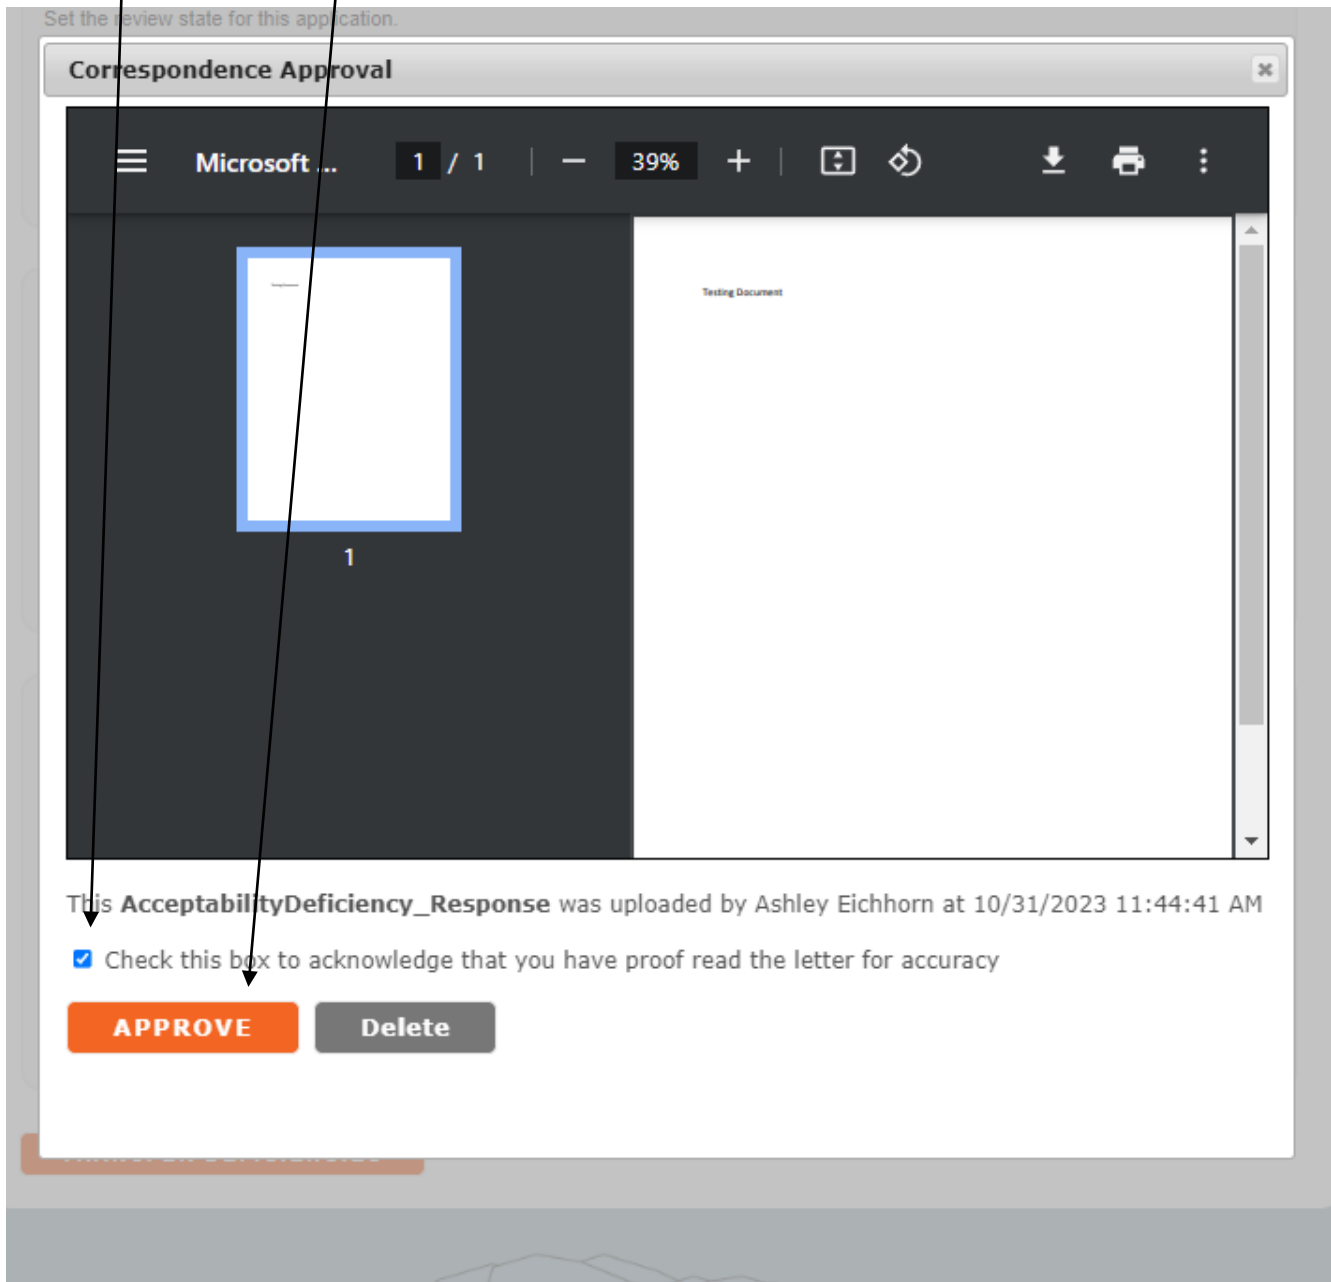 Set the review state for this application.
Correspondence Approval
Microsoft ... 1 / 1 39%
Testing Document
Testing Document
1
This AcceptabilityDeficiency_Response was uploaded by Ashley Eichhorn at 10/31/2023 11:44:41 AM
Check this box to acknowledge that you have proof read the letter for accuracy
APPROVE Delete